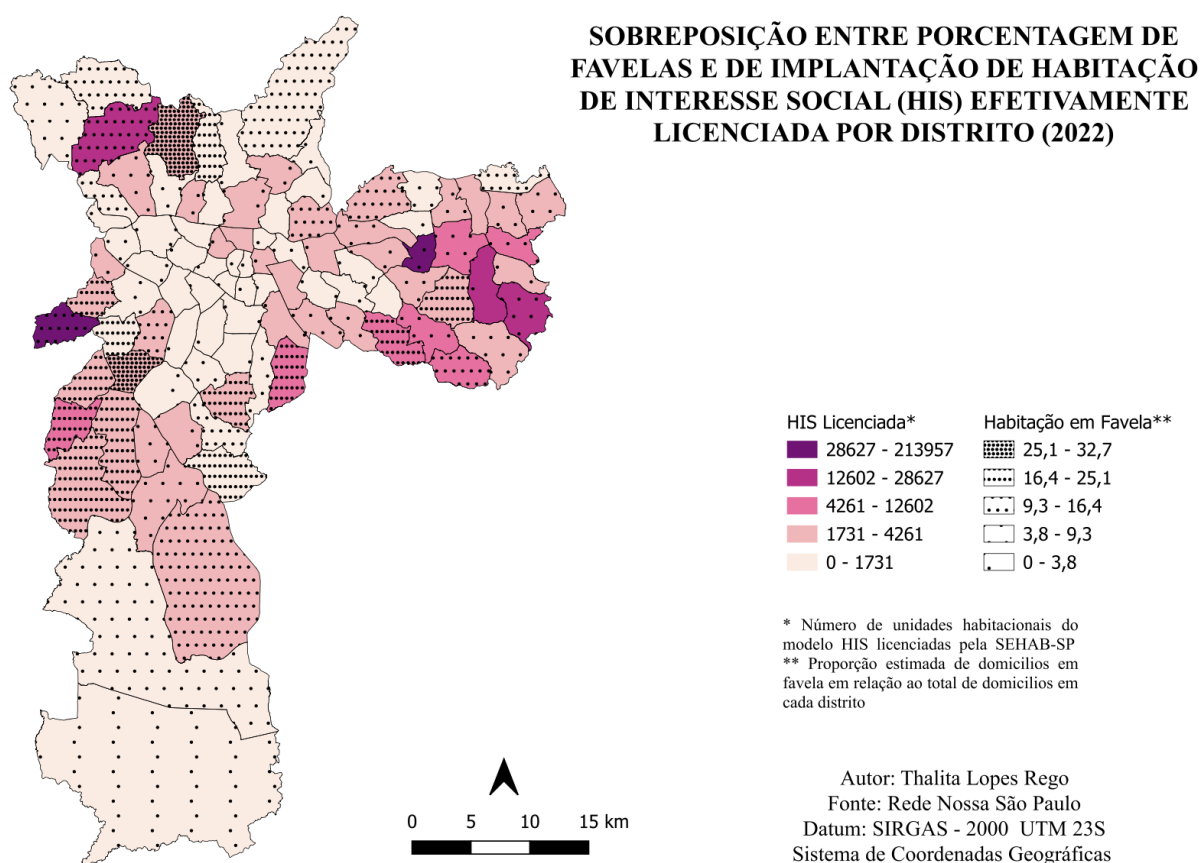 SOBREPOSIÇÃO ENTRE PORCENTAGEM DE
FAVELAS E DE IMPLANTAÇÃO DE HABITAÇÃO
DE INTERESSE SOCIAL (HIS) EFETIVAMENTE
LICENCIADA POR DISTRITO (2022)
HIS Licenciada*
28627 - 213957
12602 - 28627
4261 - 12602
1731 - 4261
0 - 1731
Habitação em Favela**
25,1 - 32,7
16,4 - 25,1
9,3 - 16,4
3,8 - 9,3
0 - 3,8
* Número de unidades habitacionais do
modelo HIS licenciadas pela SEHAB-SP
** Proporção estimada de domicilios em
favela em relação ao total de domicilios em
cada distrito
0 5 10 15 km
Autor: Thalita Lopes Rego
Fonte: Rede Nossa São Paulo
Datum: SIRGAS - 2000 UTM 23S
Sistema de Coordenadas Geográficas